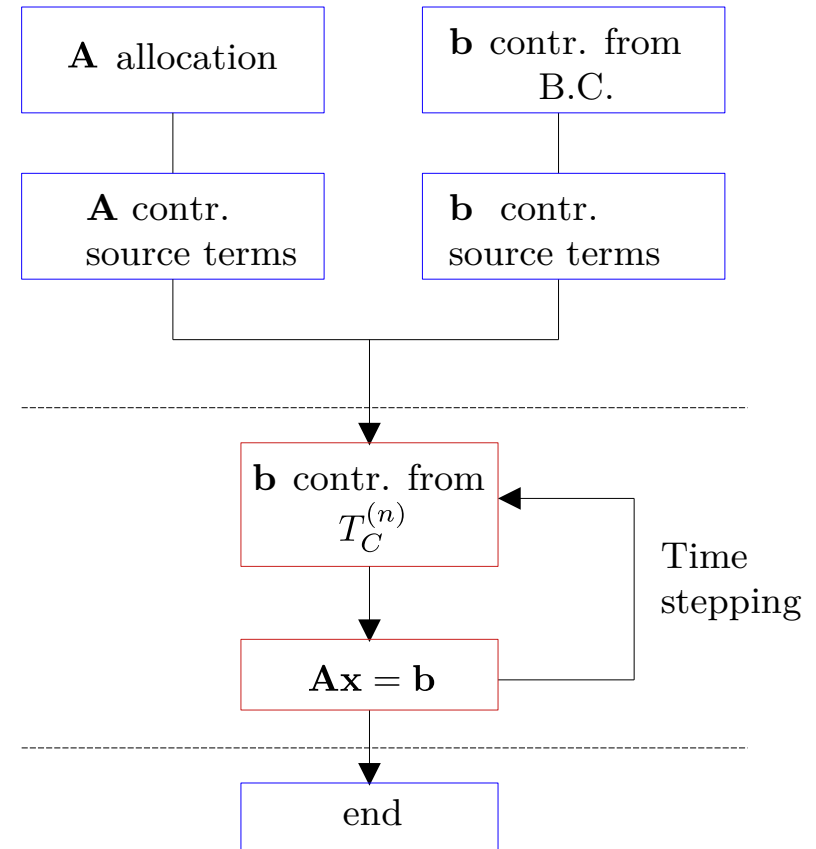 A allocation
b contr. from
B.C.
A contr.
source terms
b contr.
source terms
b contr. from
T_C^{(n)}
Time
stepping
Ax = b
end